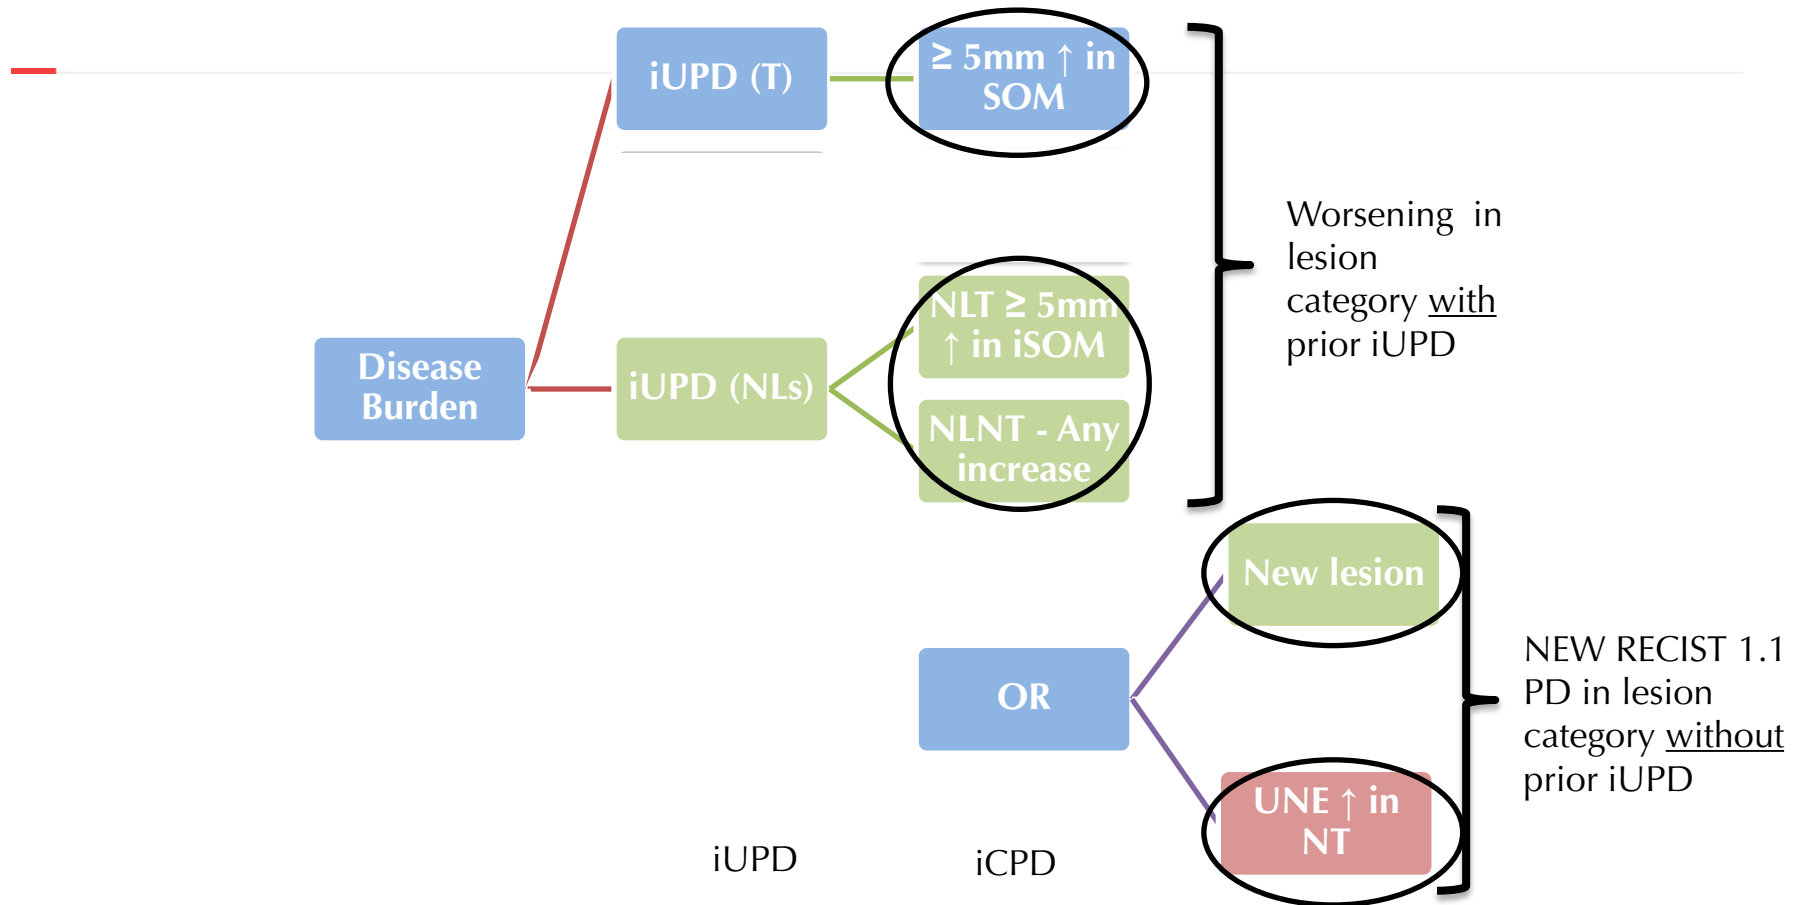 iUPD (T)
≥ 5mm ↑ in
SOM
Worsening in
lesion
category with
prior iUPD
Disease
Burden
iUPD (NLs)
NLT ≥ 5mm
↑ in iSOM
NLNT - Any
increase
New lesion
OR
NEW RECIST 1.1
PD in lesion
category without
prior iUPD
UNE ↑ in
NT
iUPD
iCPD